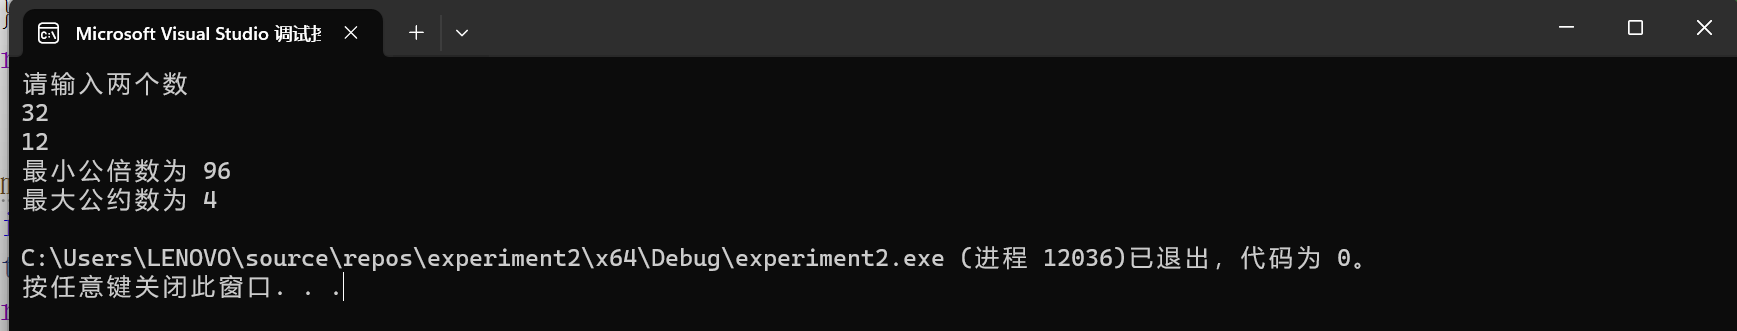 Microsoft Visual Studio 调试
请输入两个数
32
12
最小公倍数为 96
最大公约数为 4
C:\Users\LENOVO\source\repos\experiment2\x64\Debug\experiment2.exe (进程 12036)已退出，代码为 0。
按任意键关闭此窗口. . .